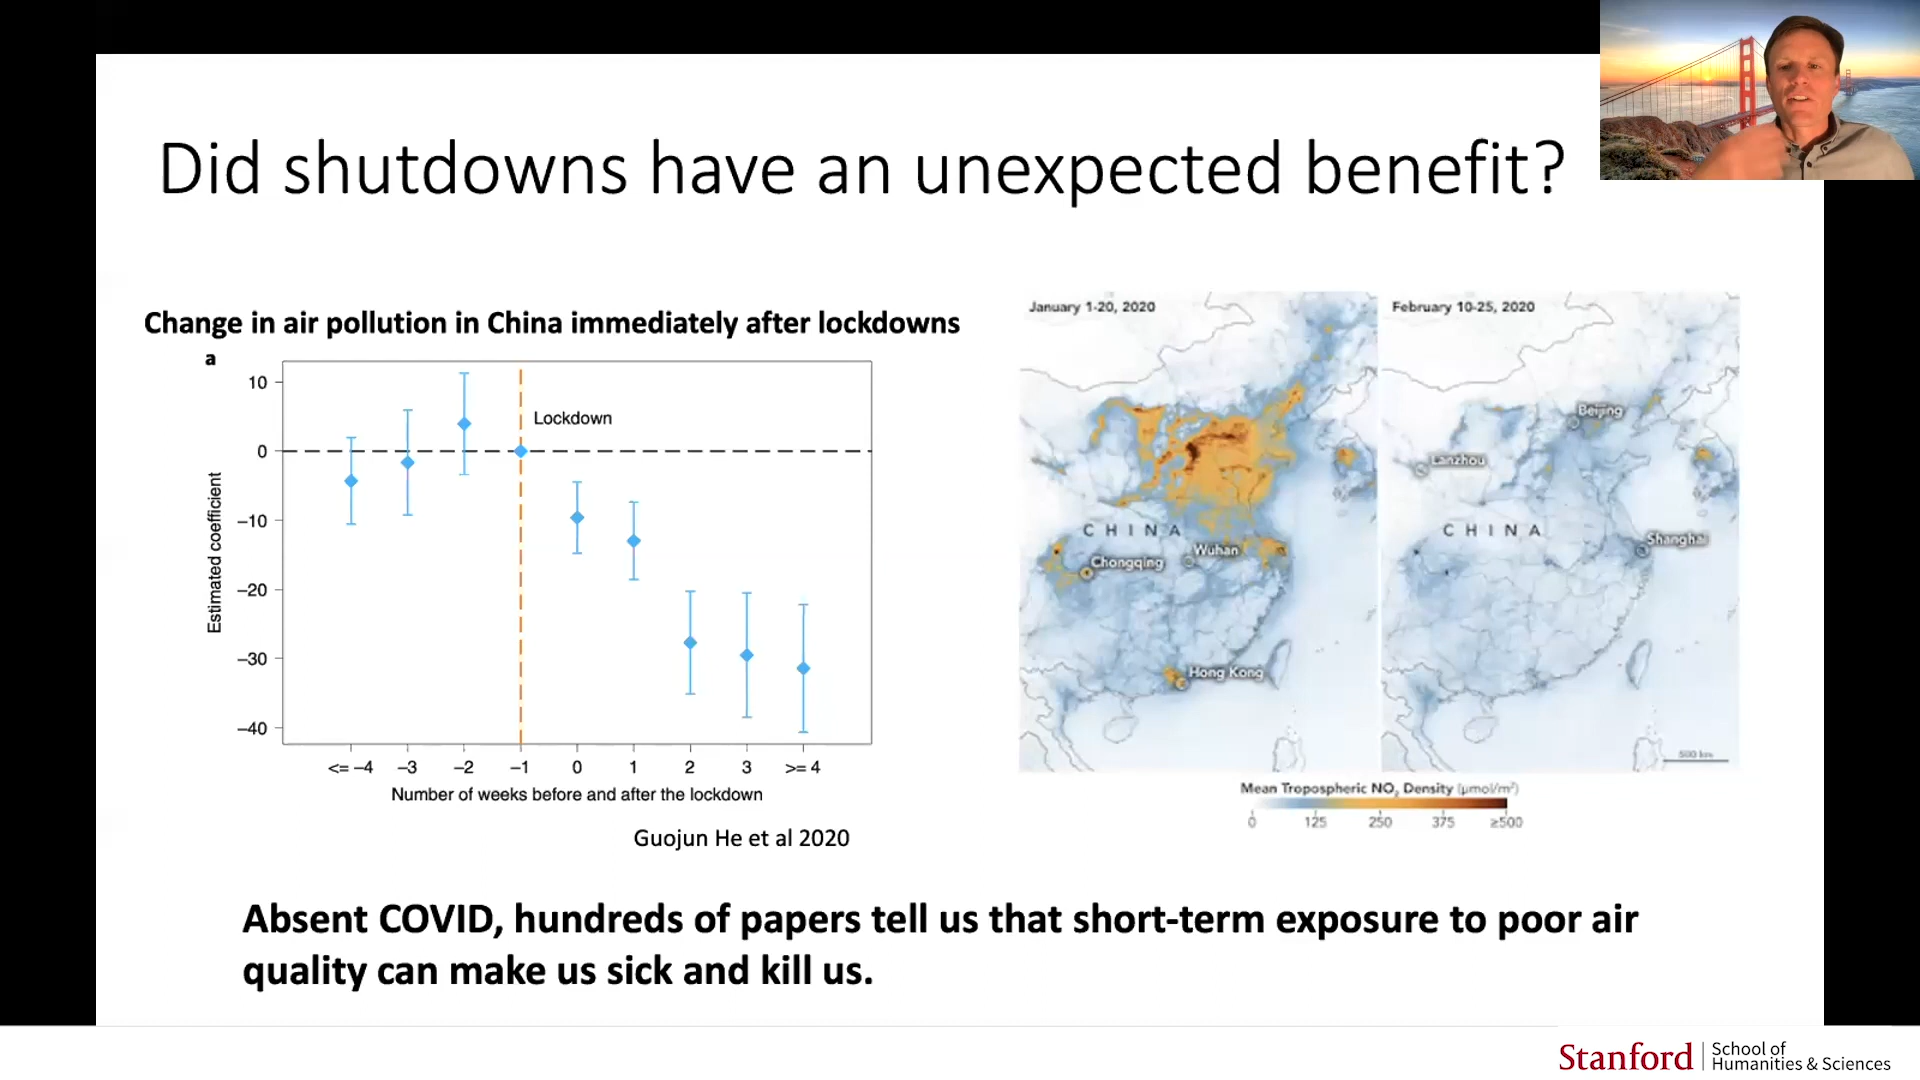 Did shutdowns have an unexpected benefit?
Change in air pollution in China immediately after lockdowns
a
10
0
−10
−20
−30
−40
Estimated coefficient
Lockdown
<= −4 −3 −2 −1 0 1 2 3 >= 4
Number of weeks before and after the lockdown
Guojun He et al 2020
January 1-20, 2020
CHINA
Chongqing
Wuhan
Hong Kong
February 10-25, 2020
Beijing
Lanzhou
CHINA
Shanghai
500 km
Mean Tropospheric NO₂ Density (μmol/m²)
0 125 250 375 ≥500
Absent COVID, hundreds of papers tell us that short-term exposure to poor air
quality can make us sick and kill us.
Stanford
School of
Humanities & Sciences